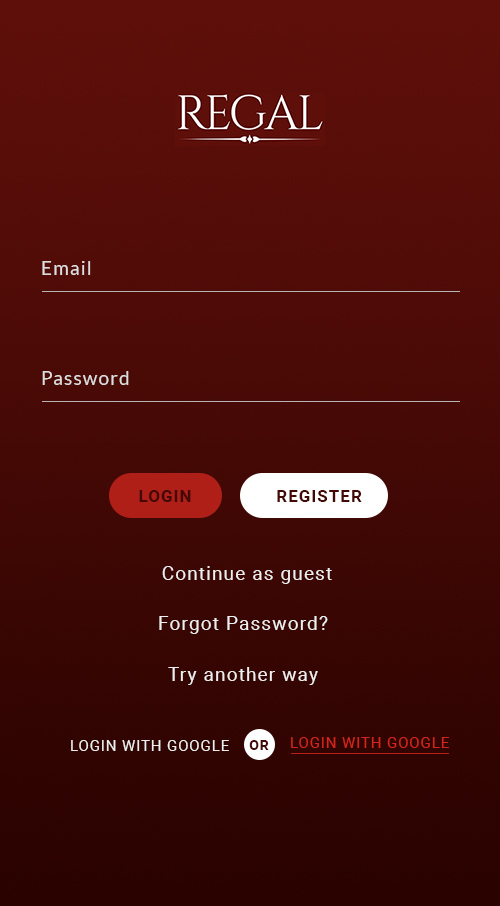 REGAL
Email
Password
LOGIN REGISTER
Continue as guest
Forgot Password?
Try another way
LOGIN WITH GOOGLE OR LOGIN WITH GOOGLE